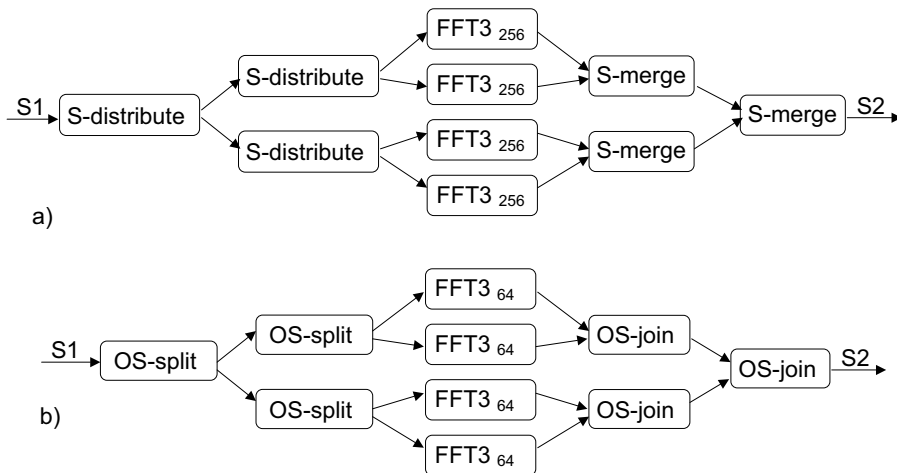 FFT3 256
S-distribute
FFT3 256
S-merge
S1
S-distribute
S-merge
S2
S-distribute
FFT3 256
S-merge
FFT3 256
a)
FFT3 64
OS-split
FFT3 64
OS-join
S1
OS-split
OS-join
S2
OS-split
FFT3 64
OS-join
b)
FFT3 64